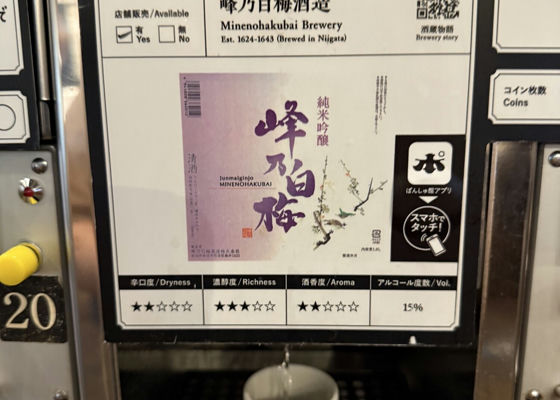 店舗販売/Available
有
Yes
無
No
峰乃白梅酒造
Minenohakubai Brewery
Est. 1624-1643 (Brewed in Niigata)
酒蔵物語
Brewery story
コイン枚数
Coins
純米吟醸
峰乃白梅
清酒
Junmaiginjo
MINENOHAKUBAI
ぽ
ぽんしゅ館アプリ
スマホで
タッチ!
辛口度/Dryness
濃醇度/Richness
酒香度/Aroma
アルコール度数/Vol.
★★☆☆☆
★★★☆☆
★★☆☆☆
15%
20